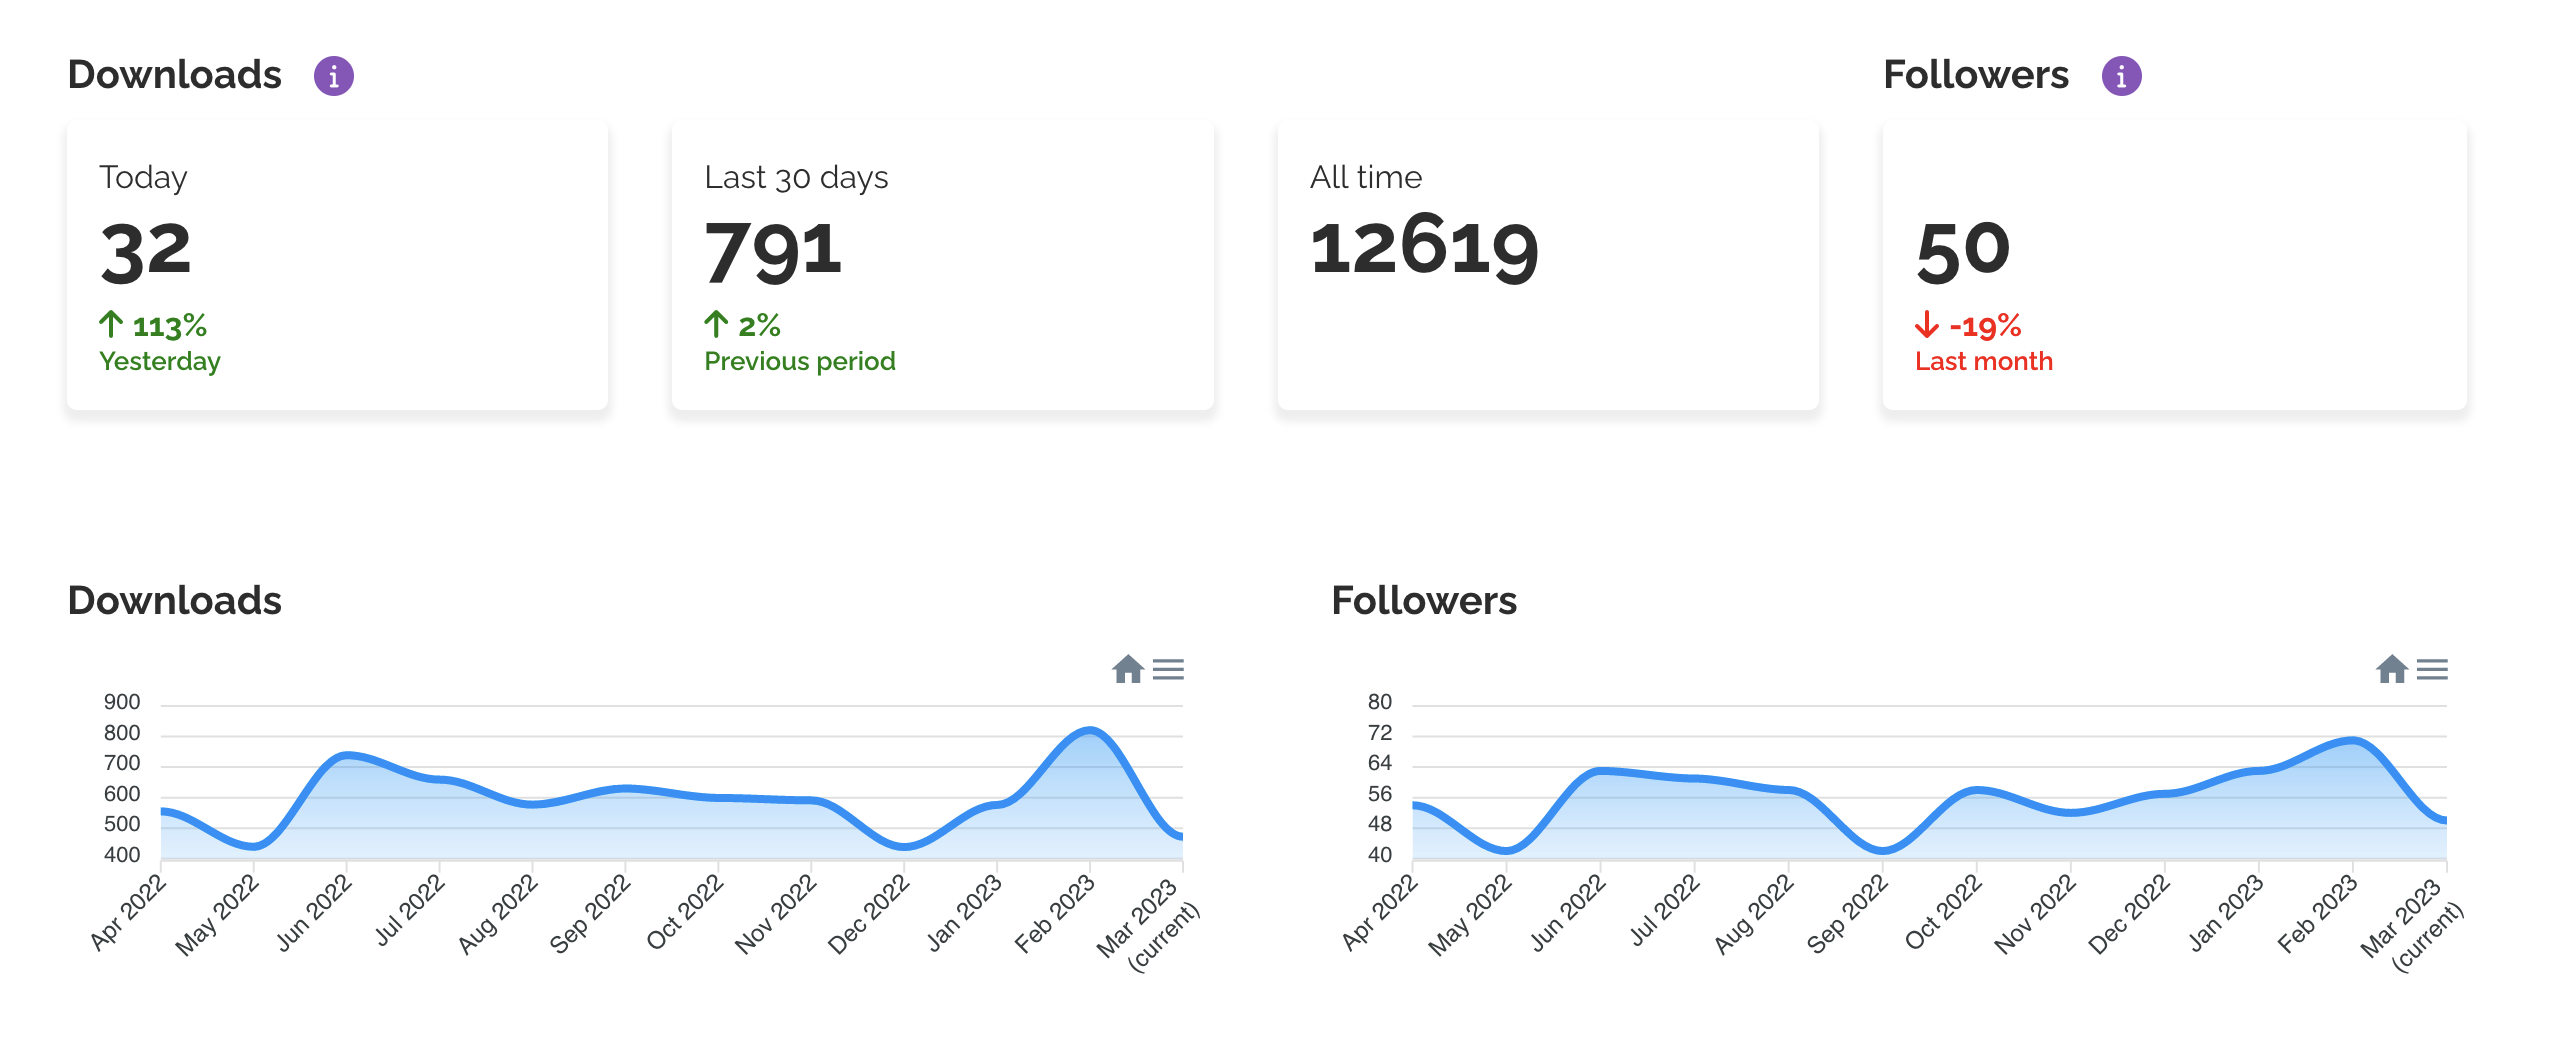 Downloads
Followers
Today
32
113%
Yesterday
Last 30 days
791
2%
Previous period
All time
12619
50
-19%
Last month
Downloads
900
800
700
600
500
400
Apr 2022
May 2022
Jun 2022
Jul 2022
Aug 2022
Sep 2022
Oct 2022
Nov 2022
Dec 2022
Jan 2023
Feb 2023
Mar 2023
(current)
Followers
80
72
64
56
48
40
Apr 2022
May 2022
Jun 2022
Jul 2022
Aug 2022
Sep 2022
Oct 2022
Nov 2022
Dec 2022
Jan 2023
Feb 2023
Mar 2023
(current)